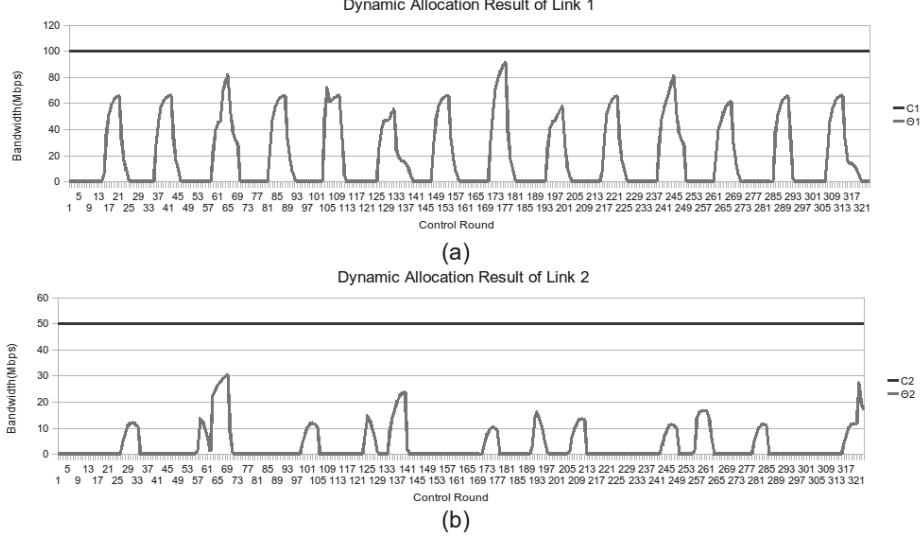 Dynamic Allocation Result of Link 1
120
100
80
60
40
20
0
Bandwidth(Mbps)
C1
Θ1
5 13 21 29 37 45 53 61 69 77 85 93 101 109 117 125 133 141 149 157 165 173 181 189 197 205 213 221 229 237 245 253 261 269 277 285 293 301 309 317
1 9 17 25 33 41 49 57 65 73 81 89 97 105 113 121 129 137 145 153 161 169 177 185 193 201 209 217 225 233 241 249 257 265 273 281 289 297 305 313 321
Control Round
(a)
Dynamic Allocation Result of Link 2
60
50
40
30
20
10
0
Bandwidth(Mbps)
C2
Θ2
5 13 21 29 37 45 53 61 69 77 85 93 101 109 117 125 133 141 149 157 165 173 181 189 197 205 213 221 229 237 245 253 261 269 277 285 293 301 309 317
1 9 17 25 33 41 49 57 65 73 81 89 97 105 113 121 129 137 145 153 161 169 177 185 193 201 209 217 225 233 241 249 257 265 273 281 289 297 305 313 321
Control Round
(b)